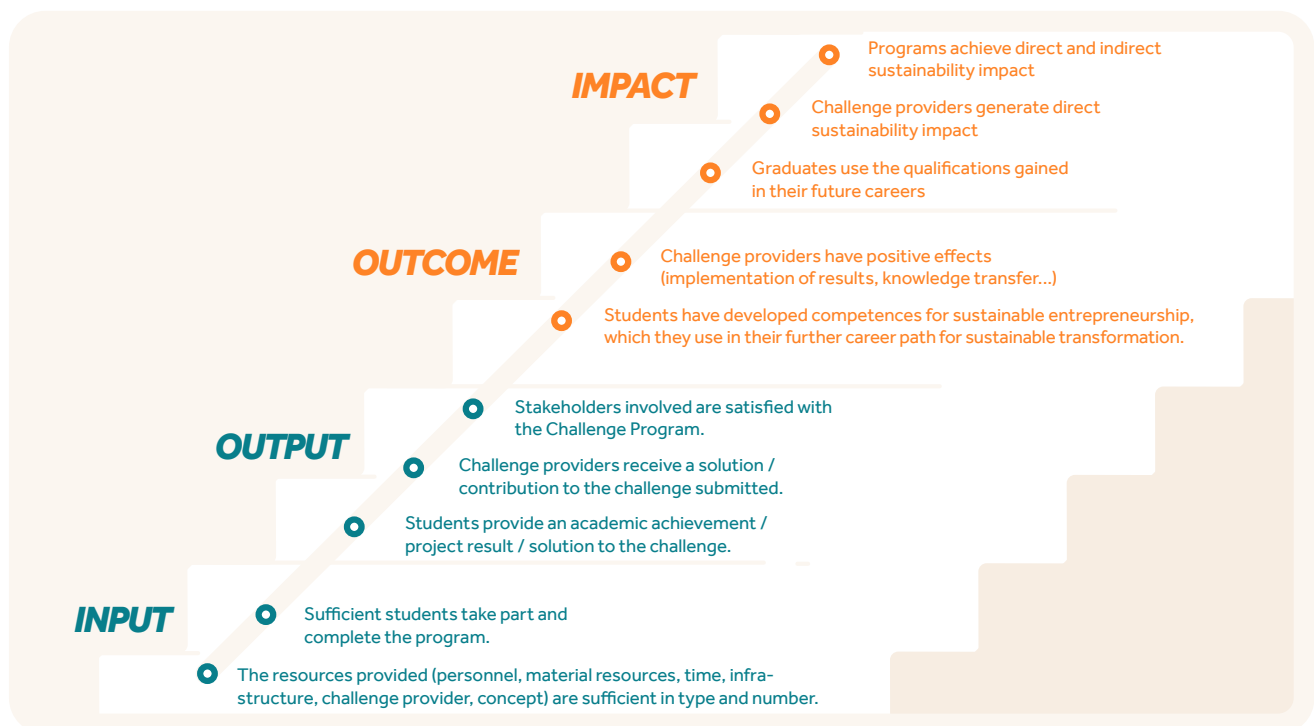 IMPACT
Programs achieve direct and indirect
sustainability impact
Challenge providers generate direct
sustainability impact
Graduates use the qualifications gained
in their future careers
OUTCOME
Challenge providers have positive effects
(implementation of results, knowledge transfer...)
Students have developed competences for sustainable entrepreneurship,
which they use in their further career path for sustainable transformation.
OUTPUT
Stakeholders involved are satisfied with
the Challenge Program.
Challenge providers receive a solution /
contribution to the challenge submitted.
Students provide an academic achievement /
project result / solution to the challenge.
INPUT
Sufficient students take part and
complete the program.
The resources provided (personnel, material resources, time, infra-
structure, challenge provider, concept) are sufficient in type and number.